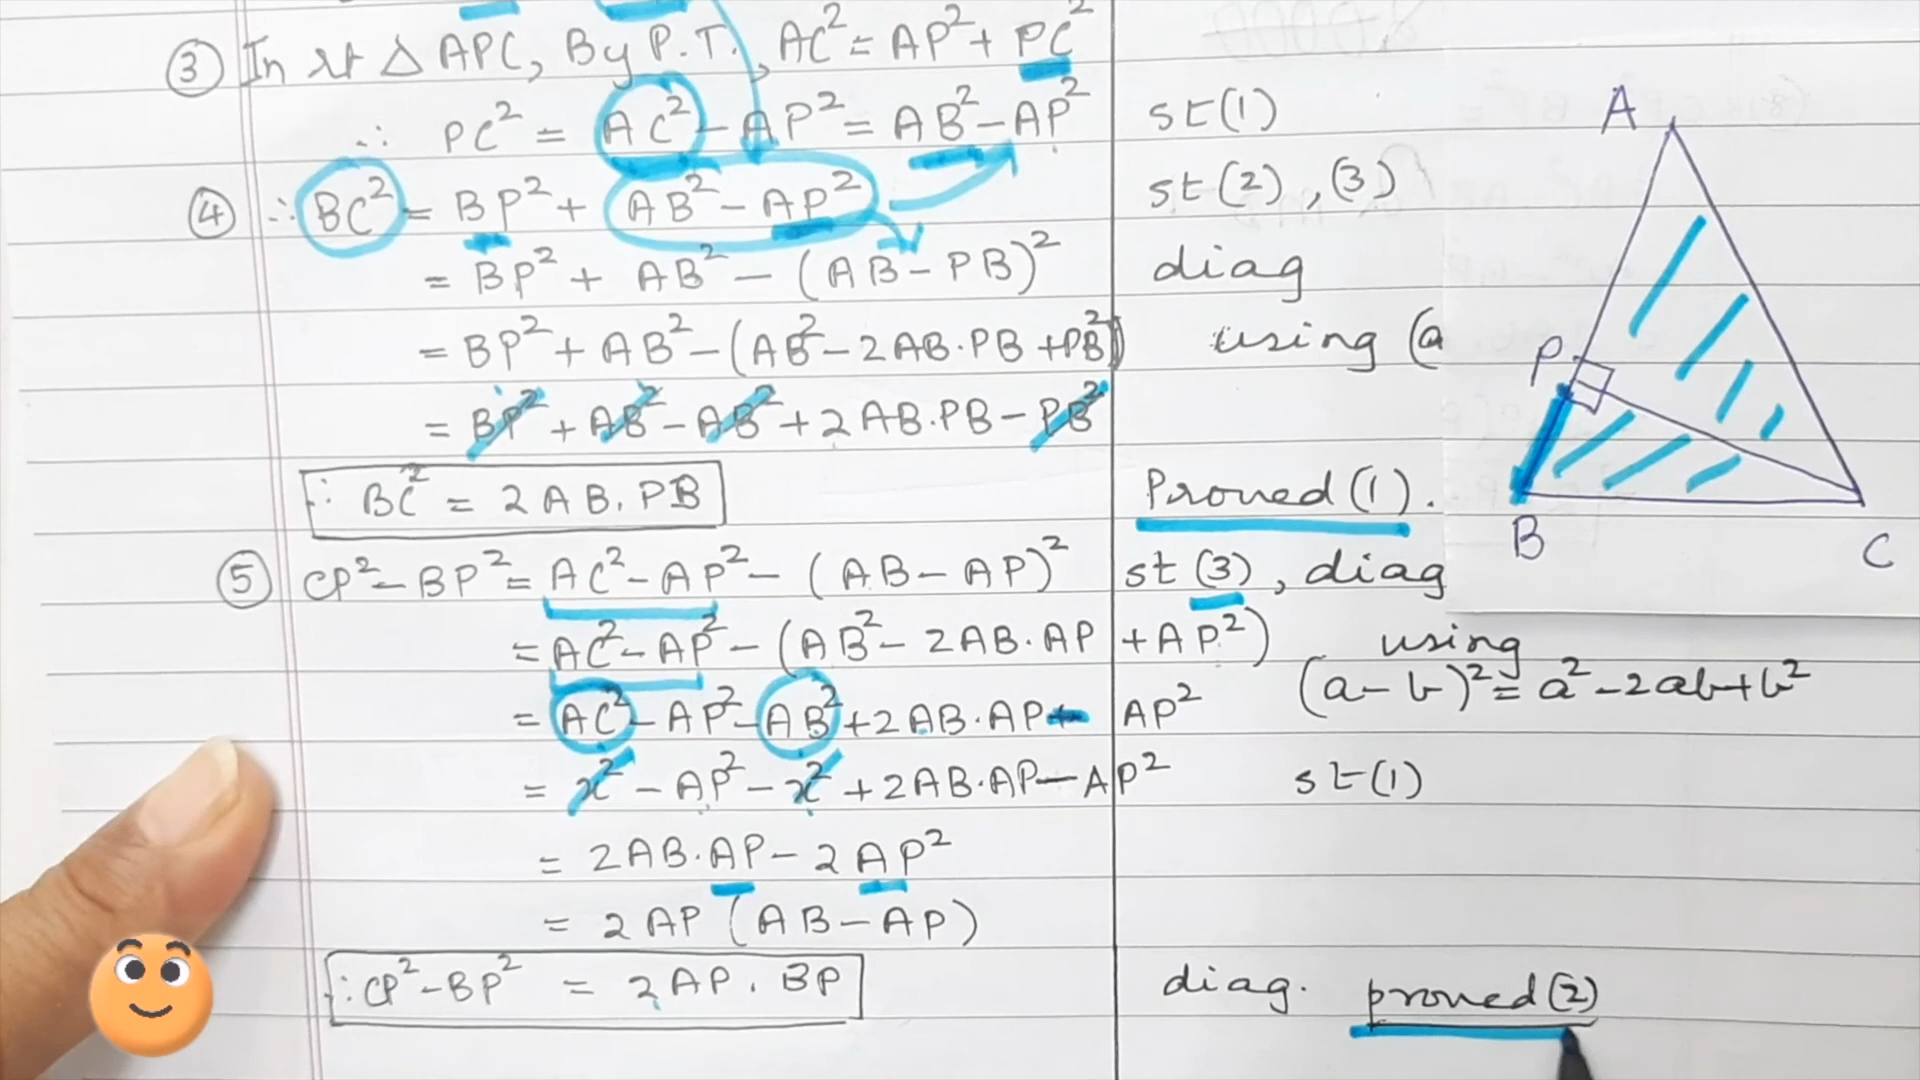 ③ In rt △ APC, By P.T., AC² = AP² + PC²
∴ PC² = AC² - AP² = AB² - AP² st(1)
④ ∴ BC² = BP² + AB² - AP² st(2), (3)
= BP² + AB² - (AB - PB)² diag
= BP² + AB² - (AB² - 2AB·PB + PB²) using (a
= BP² + AB² - AB² + 2AB·PB - PB²
∴ BC² = 2AB.PB Proved (1).
⑤ CP² - BP² = AC² - AP² - (AB - AP)² st (3), diag
= AC² - AP² - (AB² - 2AB·AP + AP²) using
(a-b)² = a² - 2ab + b²
= AC² - AP² - AB² + 2AB·AP - AP²
= x² - AP² - x² + 2AB·AP - AP² st(1)
= 2AB·AP - 2AP²
= 2AP (AB - AP)
∴ CP² - BP² = 2AP . BP diag. proved (2)
A
P
B
C